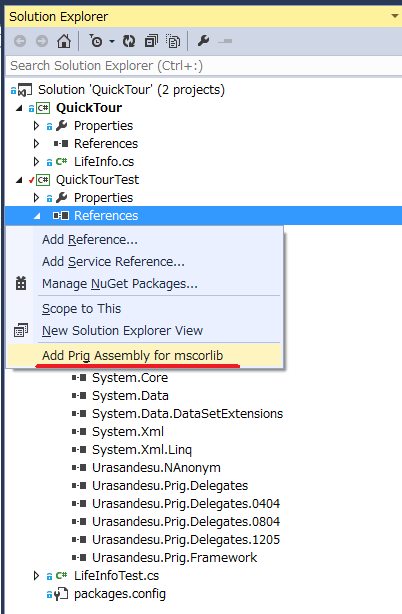 Solution Explorer
Search Solution Explorer (Ctrl+:)
Solution 'QuickTour' (2 projects)
C# QuickTour
Properties
References
C# LifeInfo.cs
C# QuickTourTest
Properties
References
Add Reference...
Add Service Reference...
Manage NuGet Packages...
Scope to This
New Solution Explorer View
Add Prig Assembly for mscorlib
System.Core
System.Data
System.Data.DataSetExtensions
System.Xml
System.Xml.Linq
Urasandesu.NAnonym
Urasandesu.Prig.Delegates
Urasandesu.Prig.Delegates.0404
Urasandesu.Prig.Delegates.0804
Urasandesu.Prig.Delegates.1205
Urasandesu.Prig.Framework
C# LifeInfoTest.cs
packages.config